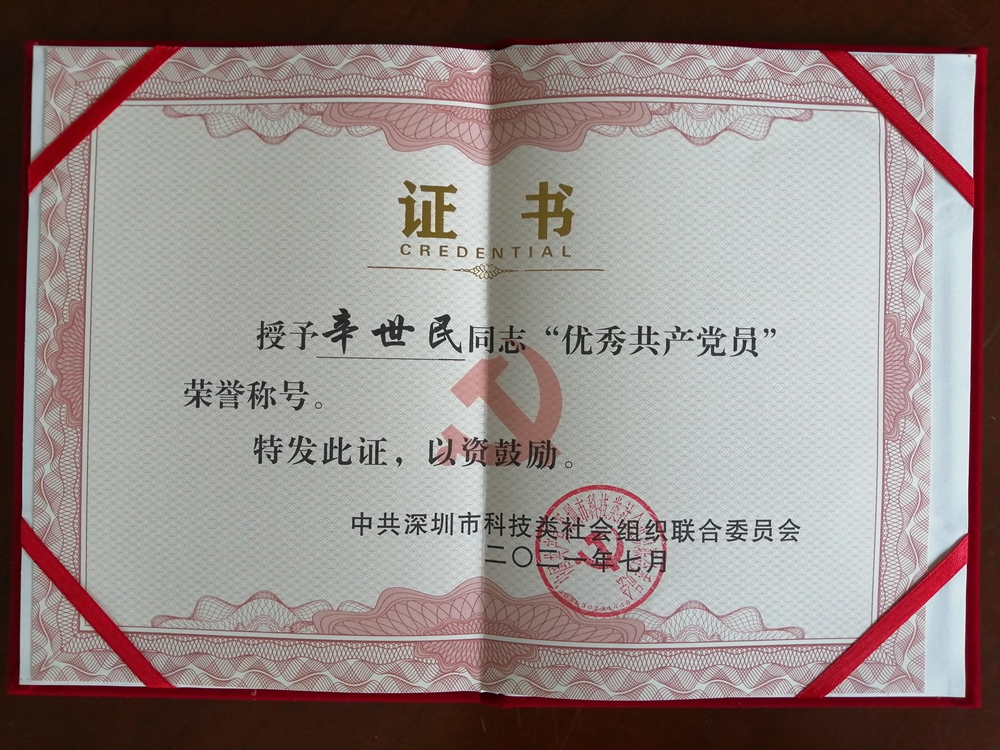 证书
CREDENTIAL
授予辛世民同志“优秀共产党员”
荣誉称号。
特发此证，以资鼓励。
中共深圳市科技类社会组织联合委员会
二〇二一年七月